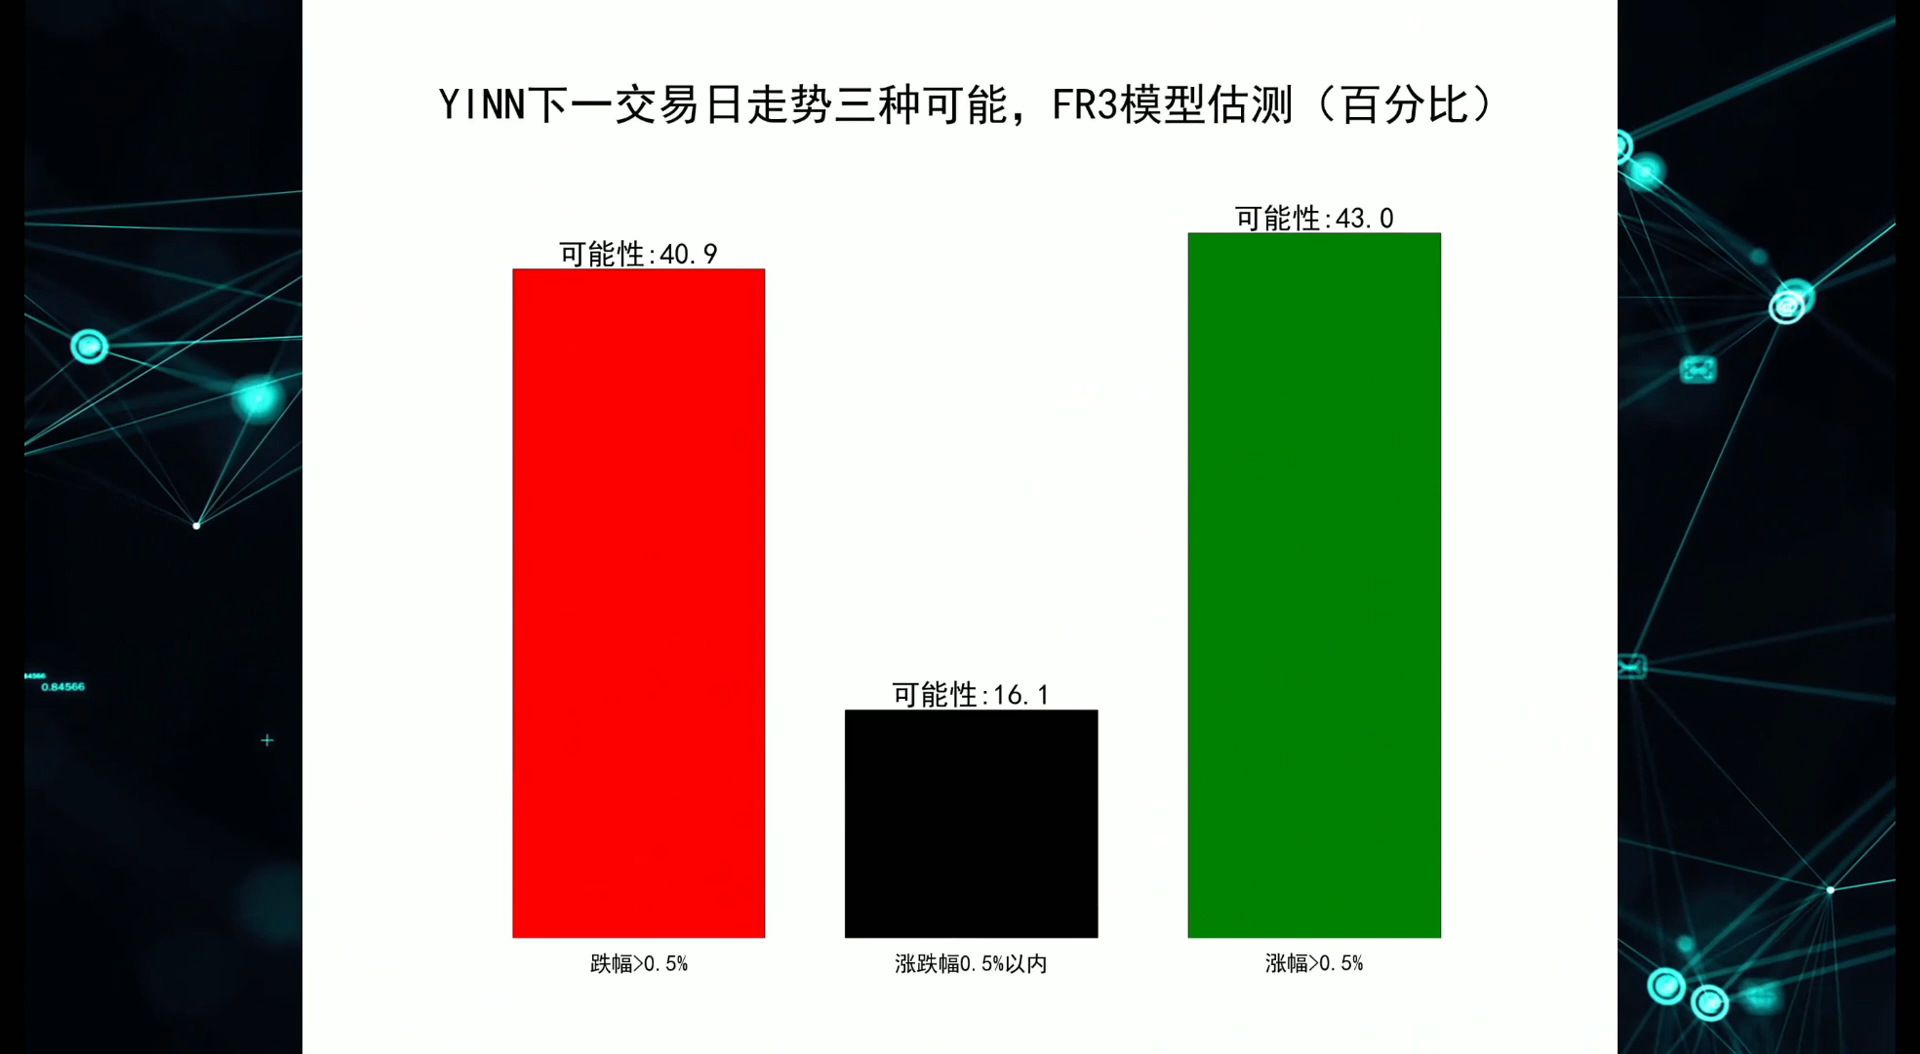 YINN下一交易日走势三种可能，FR3模型估测（百分比）
可能性:43.0
可能性:40.9
可能性:16.1
0.84566
跌幅>0.5%
涨跌幅0.5%以内
涨幅>0.5%